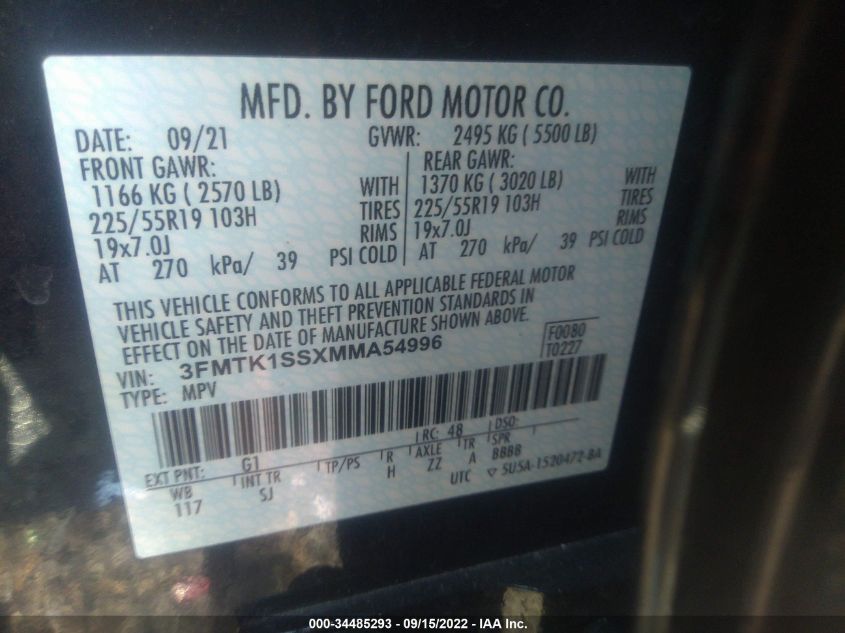 MFD. BY FORD MOTOR CO.
DATE: 09/21 GVWR: 2495 KG ( 5500 LB)
FRONT GAWR: REAR GAWR:
1166 KG ( 2570 LB) WITH 1370 KG ( 3020 LB) WITH
225/55R19 103H TIRES 225/55R19 103H TIRES
19x7.0J RIMS 19x7.0J RIMS
AT 270 kPa/ 39 PSI COLD AT 270 kPa/ 39 PSI COLD
THIS VEHICLE CONFORMS TO ALL APPLICABLE FEDERAL MOTOR
VEHICLE SAFETY AND THEFT PREVENTION STANDARDS IN
EFFECT ON THE DATE OF MANUFACTURE SHOWN ABOVE.
VIN: 3FMTK1SSXMMA54996 F0080
TYPE: MPV T0227
RC: 48 DSO:
EXT PNT: G1 TP/PS R AXLE TR SPR
H ZZ A BBBB
WB INT TR
117 SJ
UTC 5U5A-1520472-BA
000-34485293 - 09/15/2022 - IAA Inc.